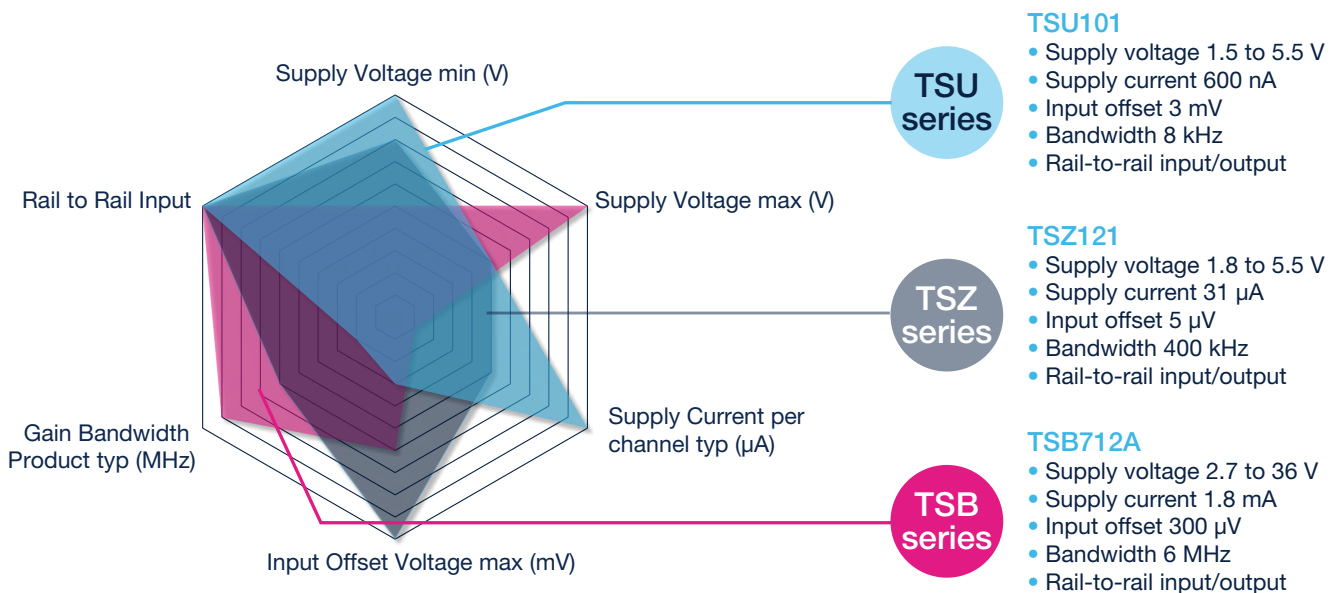 Supply Voltage min (V)
Rail to Rail Input
Supply Voltage max (V)
Gain Bandwidth
Product typ (MHz)
Supply Current per
channel typ (µA)
Input Offset Voltage max (mV)
TSU
series
TSU101
• Supply voltage 1.5 to 5.5 V
• Supply current 600 nA
• Input offset 3 mV
• Bandwidth 8 kHz
• Rail-to-rail input/output
TSZ
series
TSZ121
• Supply voltage 1.8 to 5.5 V
• Supply current 31 µA
• Input offset 5 µV
• Bandwidth 400 kHz
• Rail-to-rail input/output
TSB
series
TSB712A
• Supply voltage 2.7 to 36 V
• Supply current 1.8 mA
• Input offset 300 µV
• Bandwidth 6 MHz
• Rail-to-rail input/output